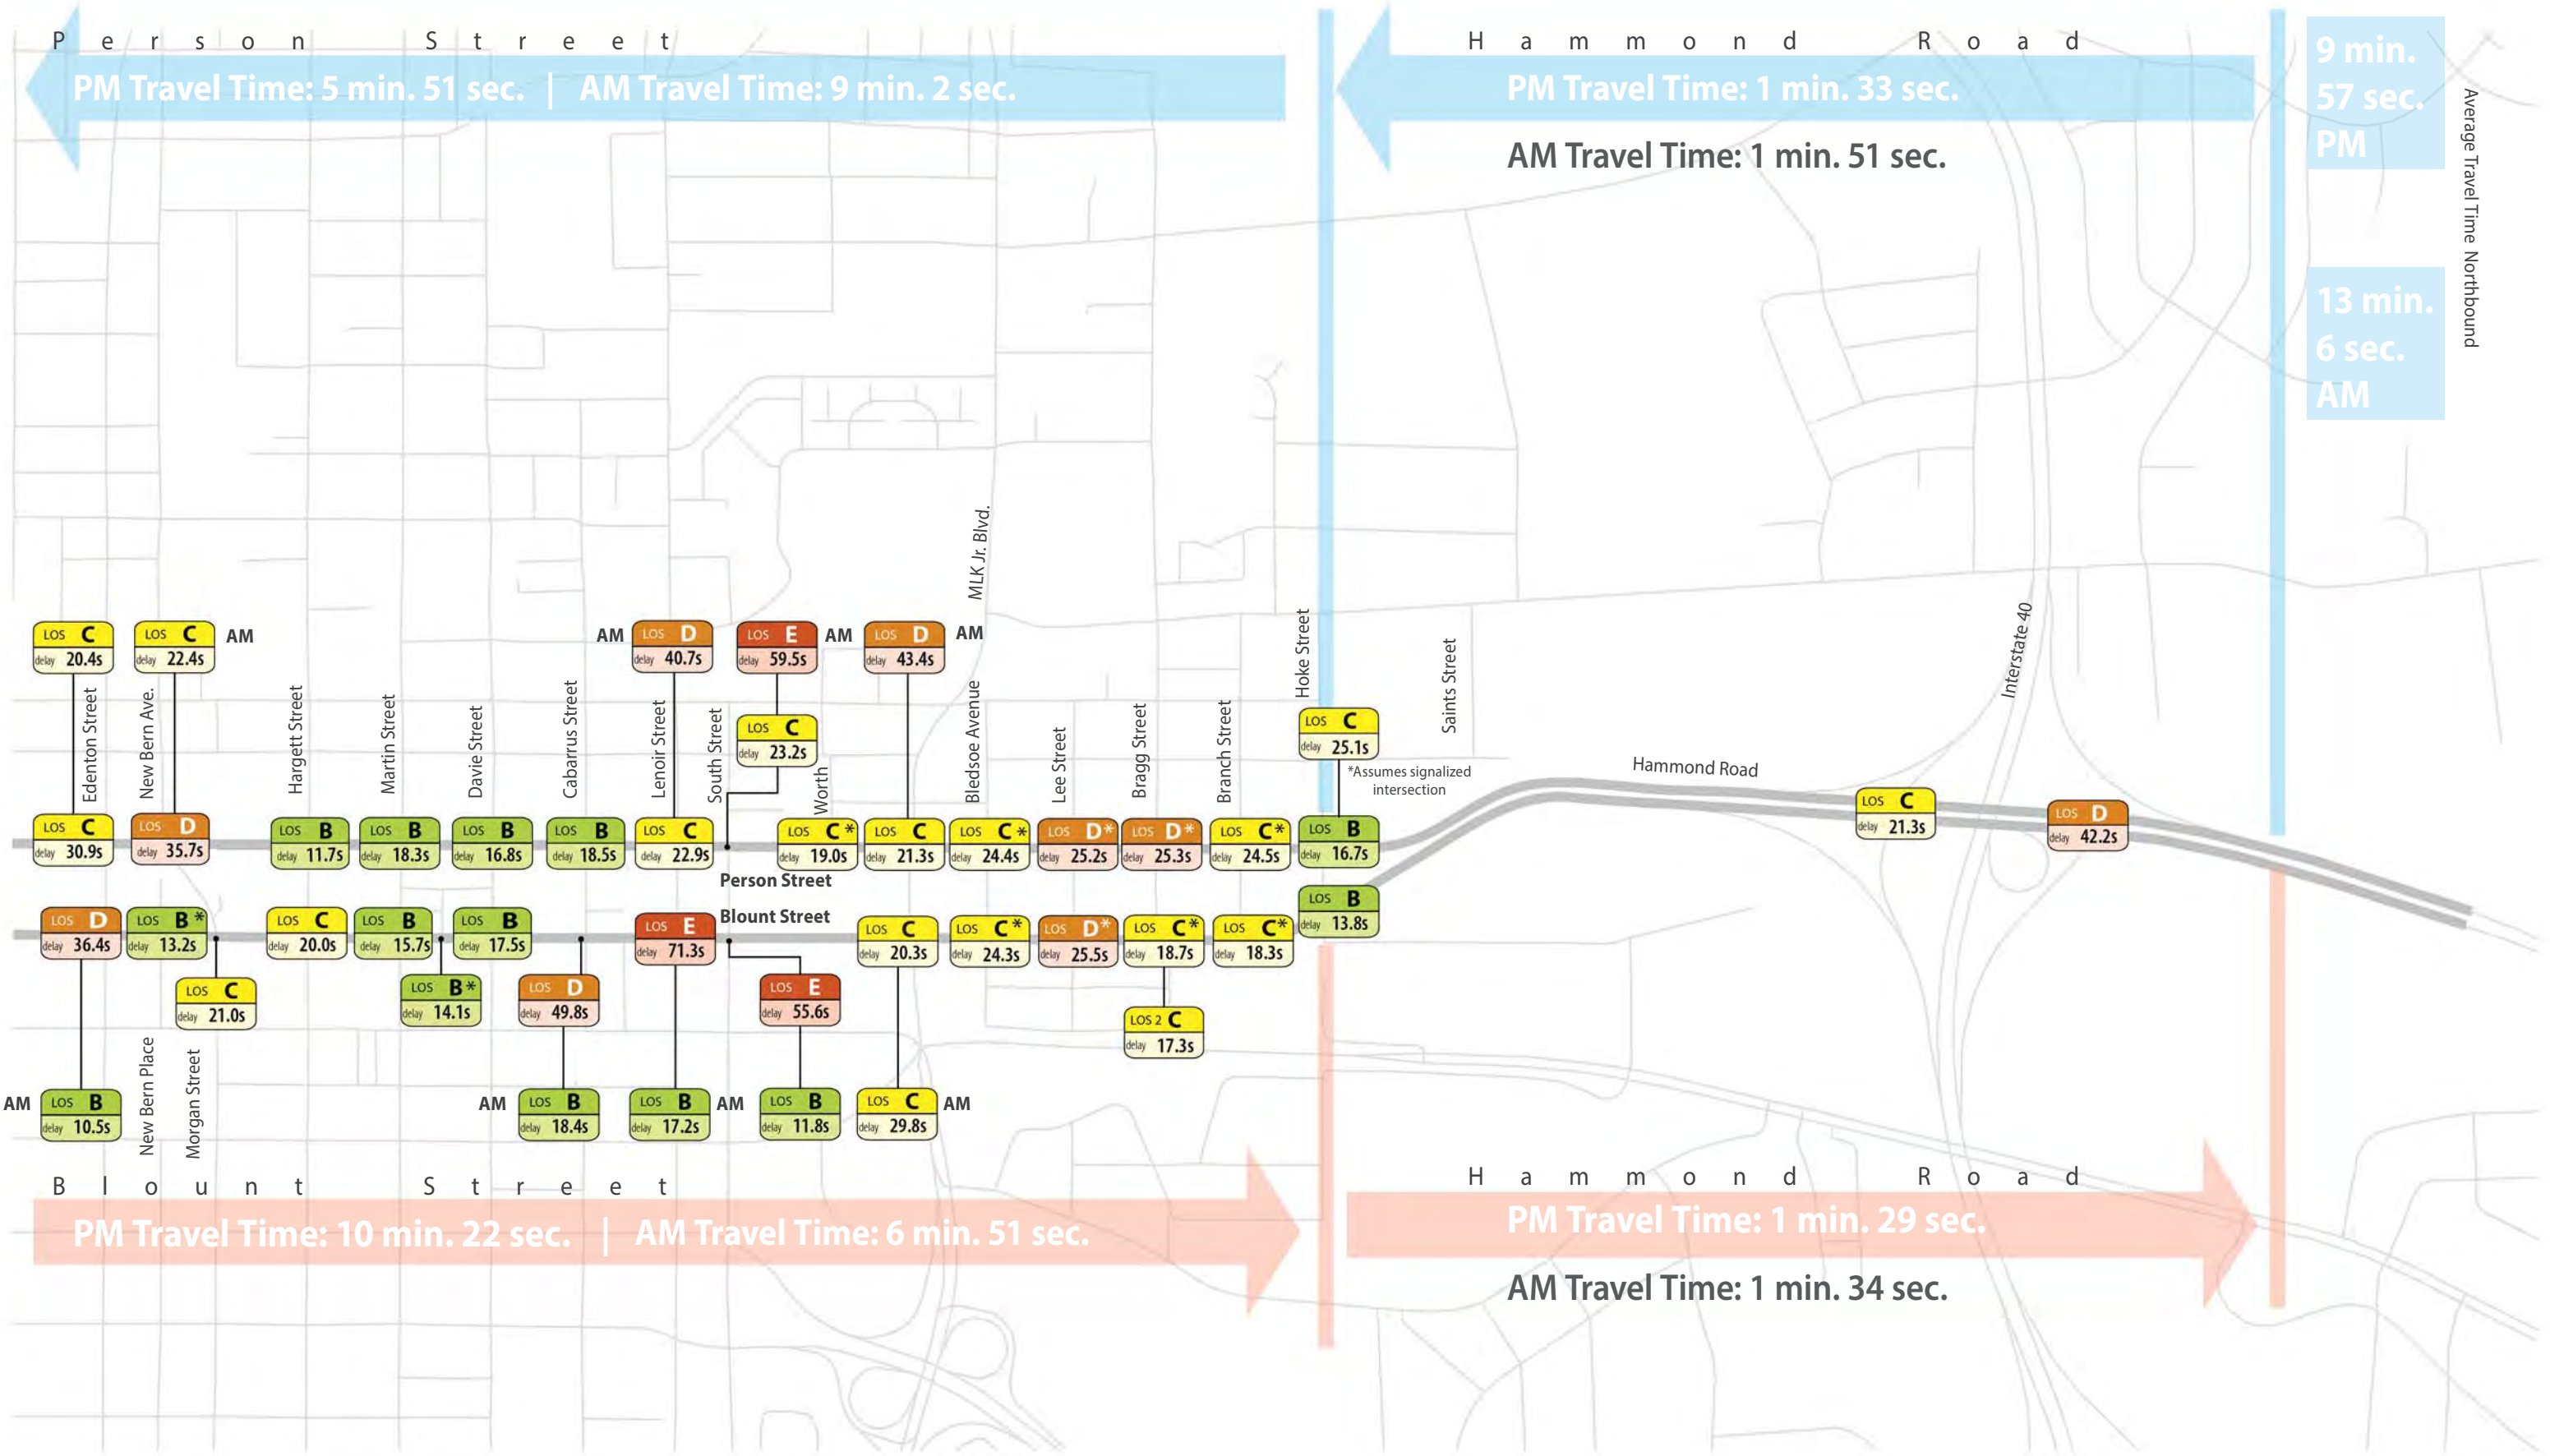 Person Street
PM Travel Time: 5 min. 51 sec. | AM Travel Time: 9 min. 2 sec.
Hammond Road
PM Travel Time: 1 min. 33 sec.
AM Travel Time: 1 min. 51 sec.
9 min.
57 sec.
PM
13 min.
6 sec.
AM
Average Travel Time Northbound
MLK Jr. Blvd.
LOS C
delay 20.4s
LOS C
delay 22.4s
AM
AM
LOS D
delay 40.7s
LOS E
delay 59.5s
AM
LOS D
delay 43.4s
AM
LOS C
delay 23.2s
LOS C
delay 25.1s
*Assumes signalized
intersection
Edenton Street
New Bern Ave.
Hargett Street
Martin Street
Davie Street
Cabarrus Street
Lenoir Street
South Street
Worth
Bledsoe Avenue
Lee Street
Bragg Street
Branch Street
Hoke Street
Saints Street
Interstate 40
Hammond Road
LOS C
delay 30.9s
LOS D
delay 35.7s
LOS B
delay 11.7s
LOS B
delay 18.3s
LOS B
delay 16.8s
LOS B
delay 18.5s
LOS C
delay 22.9s
LOS C*
delay 19.0s
LOS C
delay 21.3s
LOS C*
delay 24.4s
LOS D*
delay 25.2s
LOS D*
delay 25.3s
LOS C*
delay 24.5s
LOS B
delay 16.7s
LOS C
delay 21.3s
LOS D
delay 42.2s
Person Street
Blount Street
LOS D
delay 36.4s
LOS B*
delay 13.2s
LOS C
delay 20.0s
LOS B
delay 15.7s
LOS B
delay 17.5s
LOS E
delay 71.3s
LOS C
delay 20.3s
LOS C*
delay 24.3s
LOS D*
delay 25.5s
LOS C*
delay 18.7s
LOS C*
delay 18.3s
LOS B
delay 13.8s
LOS C
delay 21.0s
LOS B*
delay 14.1s
LOS D
delay 49.8s
LOS E
delay 55.6s
LOS 2 C
delay 17.3s
New Bern Place
Morgan Street
AM
LOS B
delay 10.5s
AM
LOS B
delay 18.4s
LOS B
delay 17.2s
AM
LOS B
delay 11.8s
LOS C
delay 29.8s
AM
Blount Street
PM Travel Time: 10 min. 22 sec. | AM Travel Time: 6 min. 51 sec.
Hammond Road
PM Travel Time: 1 min. 29 sec.
AM Travel Time: 1 min. 34 sec.